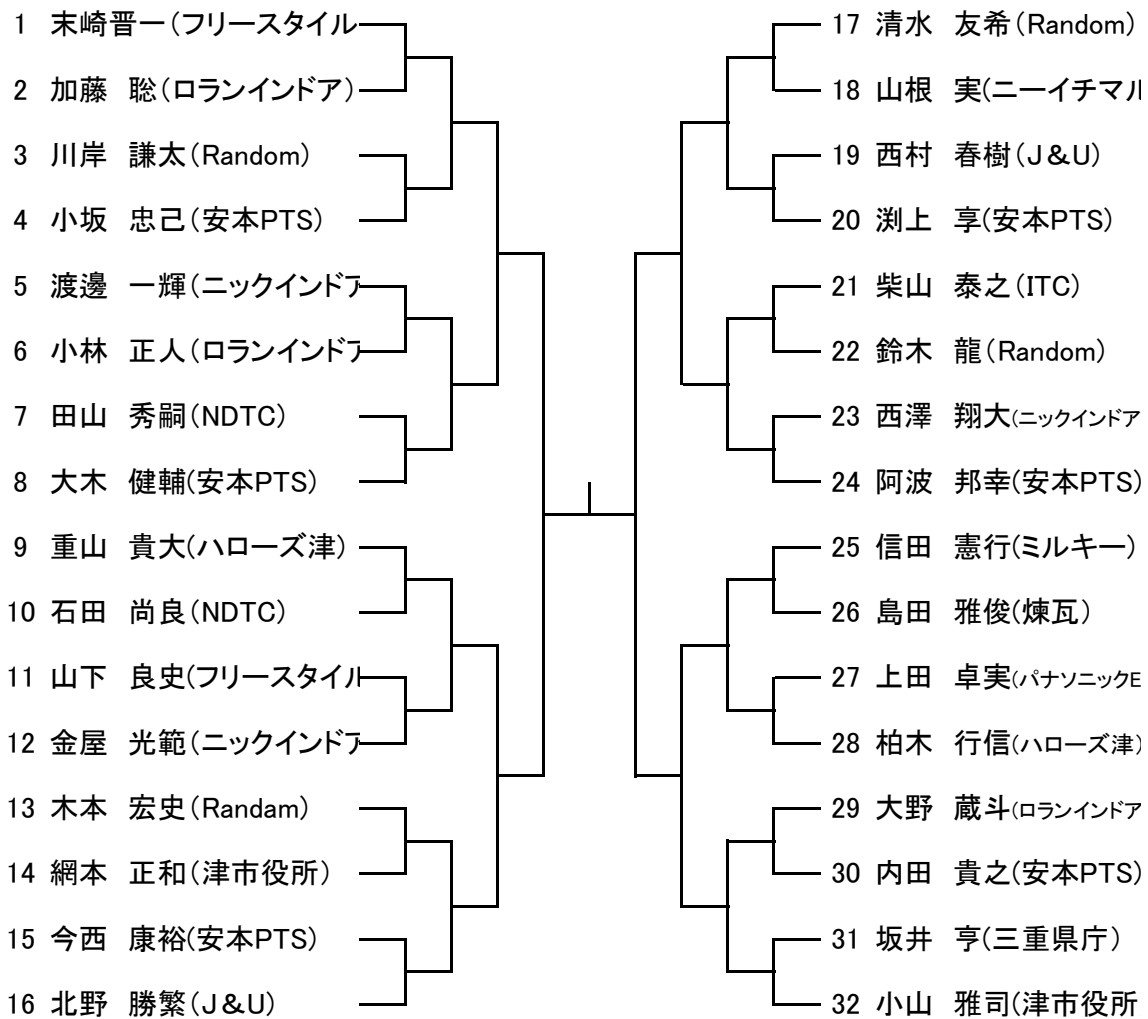 1 末崎晋一(フリースタイル
2 加藤 聡(ロランインドア)
3 川岸 謙太(Random)
4 小坂 忠己(安本PTS)
5 渡邊 一輝(ニックインドア
6 小林 正人(ロランインドア
7 田山 秀嗣(NDTC)
8 大木 健輔(安本PTS)
9 重山 貴大(ハローズ津)
10 石田 尚良(NDTC)
11 山下 良史(フリースタイル
12 金屋 光範(ニックインドア
13 木本 宏史(Randam)
14 網本 正和(津市役所)
15 今西 康裕(安本PTS)
16 北野 勝繁(J&U)
17 清水 友希(Random)
18 山根 実(ニーイチマル
19 西村 春樹(J&U)
20 渕上 享(安本PTS)
21 柴山 泰之(ITC)
22 鈴木 龍(Random)
23 西澤 翔大(ニックインドア
24 阿波 邦幸(安本PTS)
25 信田 憲行(ミルキー)
26 島田 雅俊(煉瓦)
27 上田 卓実(パナソニックE
28 柏木 行信(ハローズ津)
29 大野 蔵斗(ロランインドア
30 内田 貴之(安本PTS)
31 坂井 亨(三重県庁)
32 小山 雅司(津市役所